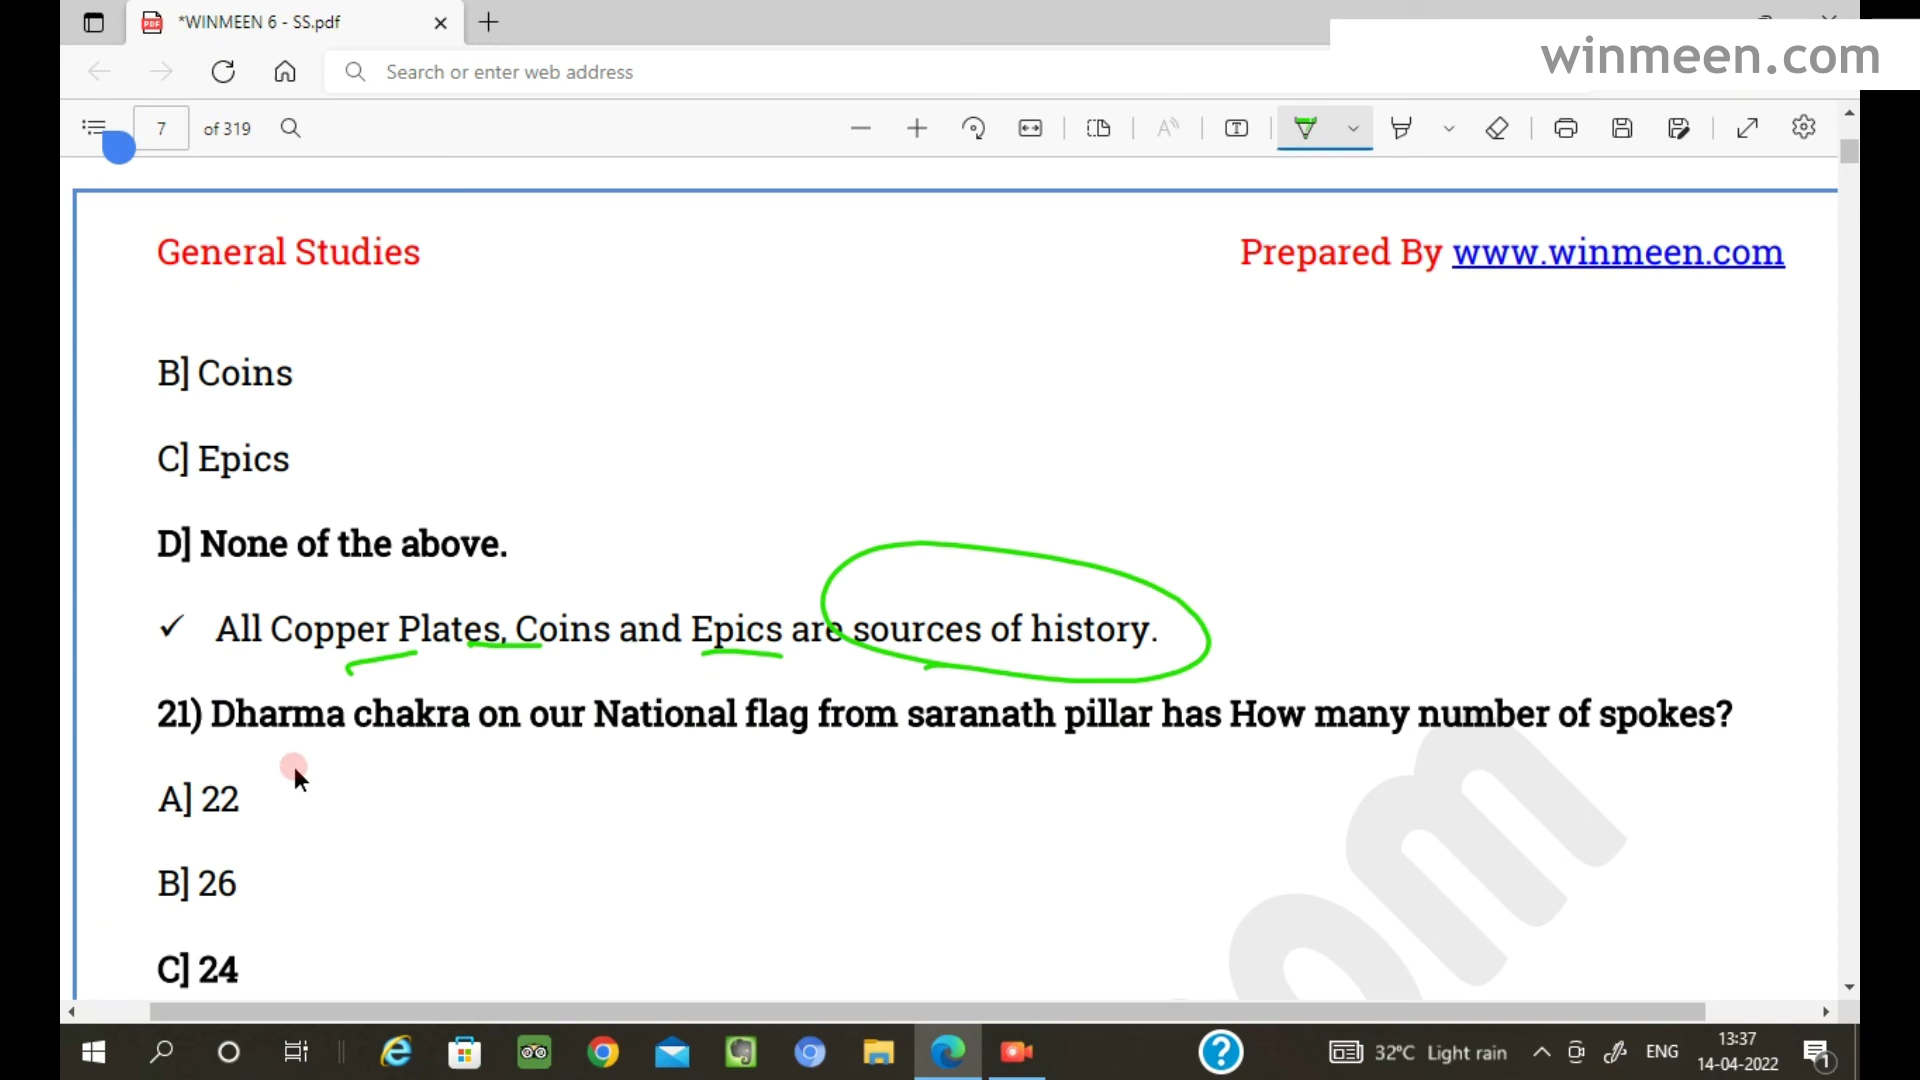 *WINMEEN 6 - SS.pdf
winmeen.com
Search or enter web address
7 of 319
General Studies
Prepared By www.winmeen.com
B] Coins
C] Epics
D] None of the above.
✓ All Copper Plates, Coins and Epics are sources of history.
21) Dharma chakra on our National flag from saranath pillar has How many number of spokes?
A] 22
B] 26
C] 24
om
32°C Light rain
ENG
13:37
14-04-2022
1